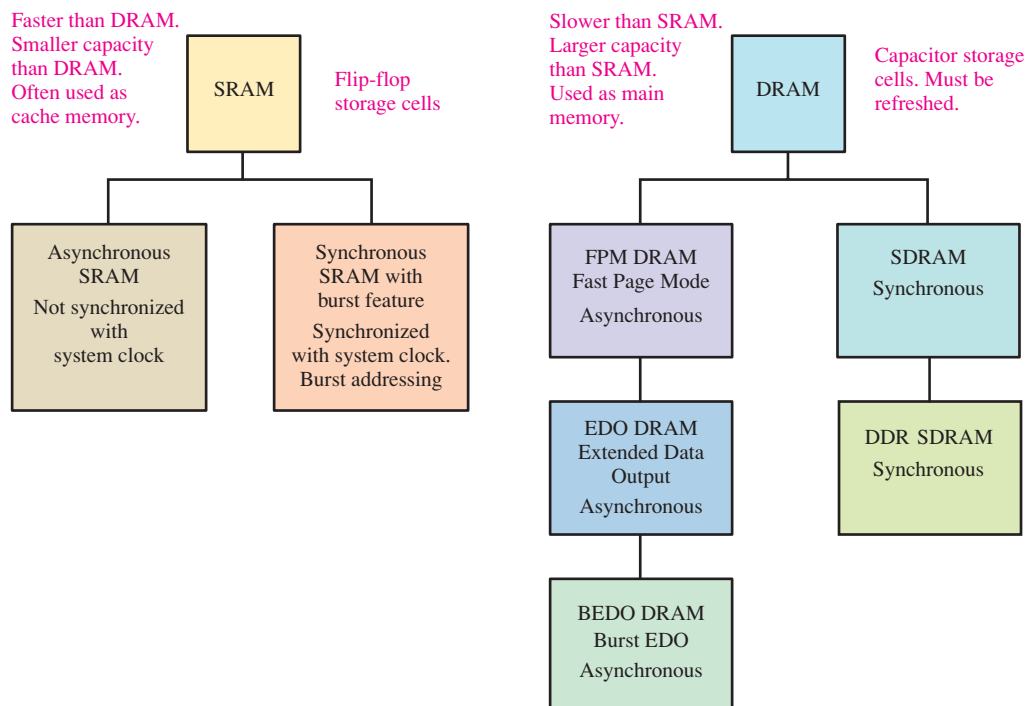 Faster than DRAM.
Smaller capacity
than DRAM.
Often used as
cache memory.
SRAM
Flip-flop
storage cells
Asynchronous
SRAM
Not synchronized
with
system clock
Synchronous
SRAM with
burst feature
Synchronized
with system clock.
Burst addressing
Slower than SRAM.
Larger capacity
than SRAM.
Used as main
memory.
DRAM
Capacitor storage
cells. Must be
refreshed.
FPM DRAM
Fast Page Mode
Asynchronous
EDO DRAM
Extended Data
Output
Asynchronous
BEDO DRAM
Burst EDO
Asynchronous
SDRAM
Synchronous
DDR SDRAM
Synchronous